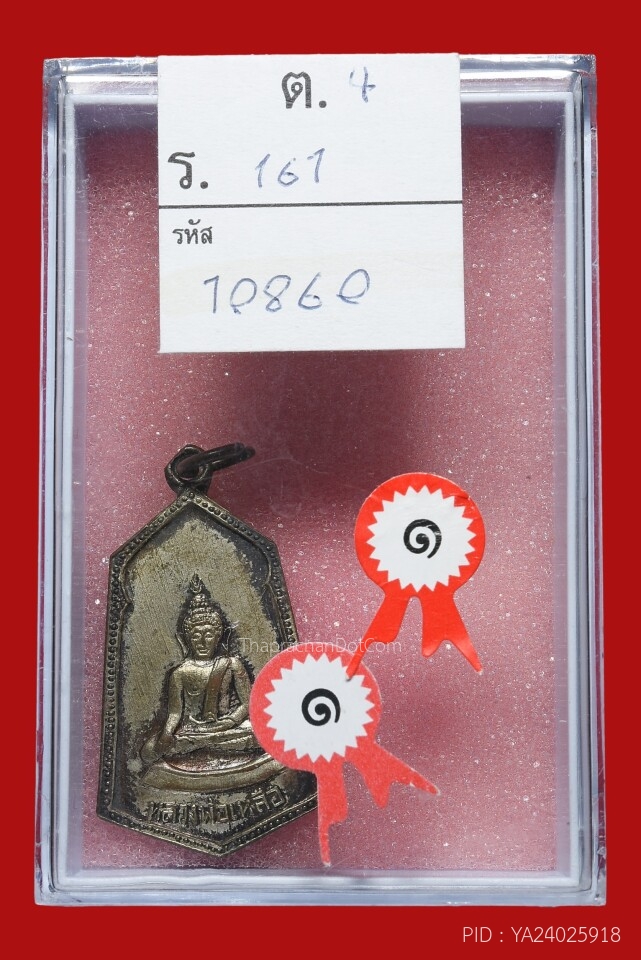 ต. 4
ร. 161
รหัส
10860
๑
ThaprachanDotCom
๑
หลวงพ่อเหลือ
PID : YA24025918